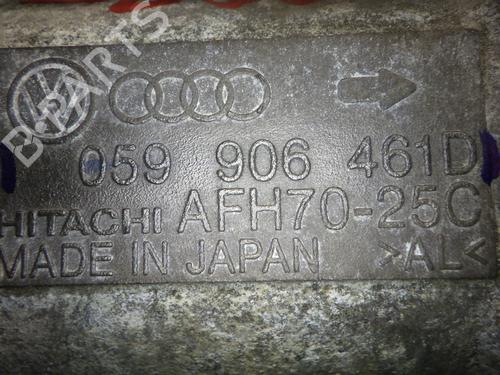 059 906 461D
HITACHI AFH70-25C
MADE IN JAPAN >AL<
B-PARTS